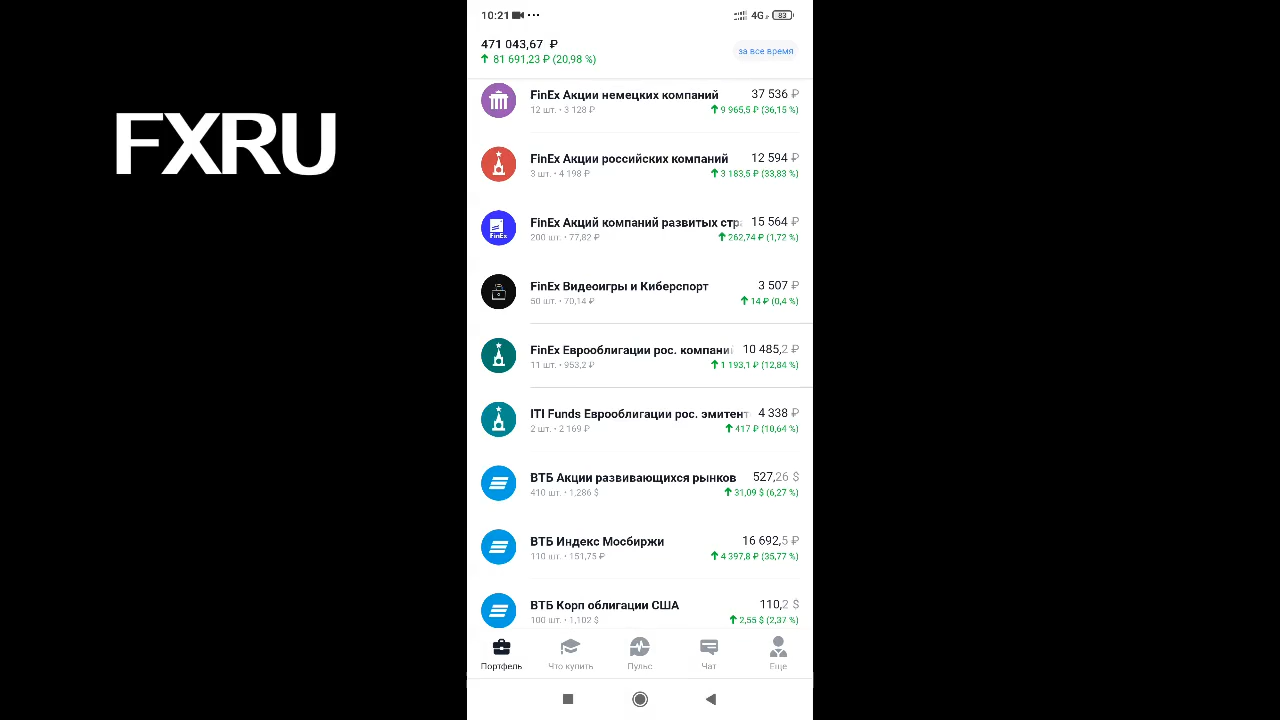 FXRU
10:21
4G 83
471 043,67 ₽
81 691,23 ₽ (20,98 %)
за все время
FinEx Акции немецких компаний 37 536 ₽
12 шт. • 3 128 ₽ 9 965,5 ₽ (36,15 %)
FinEx Акции российских компаний 12 594 ₽
3 шт. • 4 198 ₽ 3 183,5 ₽ (33,83 %)
FinEx Акций компаний развитых стра 15 564 ₽
FinEx
200 шт. • 77,82 ₽ 262,74 ₽ (1,72 %)
FinEx Видеоигры и Киберспорт 3 507 ₽
50 шт. • 70,14 ₽ 14 ₽ (0,4 %)
FinEx Еврооблигации рос. компаний 10 485,2 ₽
11 шт. • 953,2 ₽ 1 193,1 ₽ (12,84 %)
ITI Funds Еврооблигации рос. эмитент 4 338 ₽
2 шт. • 2 169 ₽ 417 ₽ (10,64 %)
ВТБ Акции развивающихся рынков 527,26 $
410 шт. • 1,286 $ 31,09 $ (6,27 %)
ВТБ Индекс Мосбиржи 16 692,5 ₽
110 шт. • 151,75 ₽ 4 397,8 ₽ (35,77 %)
ВТБ Корп облигации США 110,2 $
100 шт. • 1,102 $ 2,55 $ (2,37 %)
Портфель Что купить Пульс Чат Еще